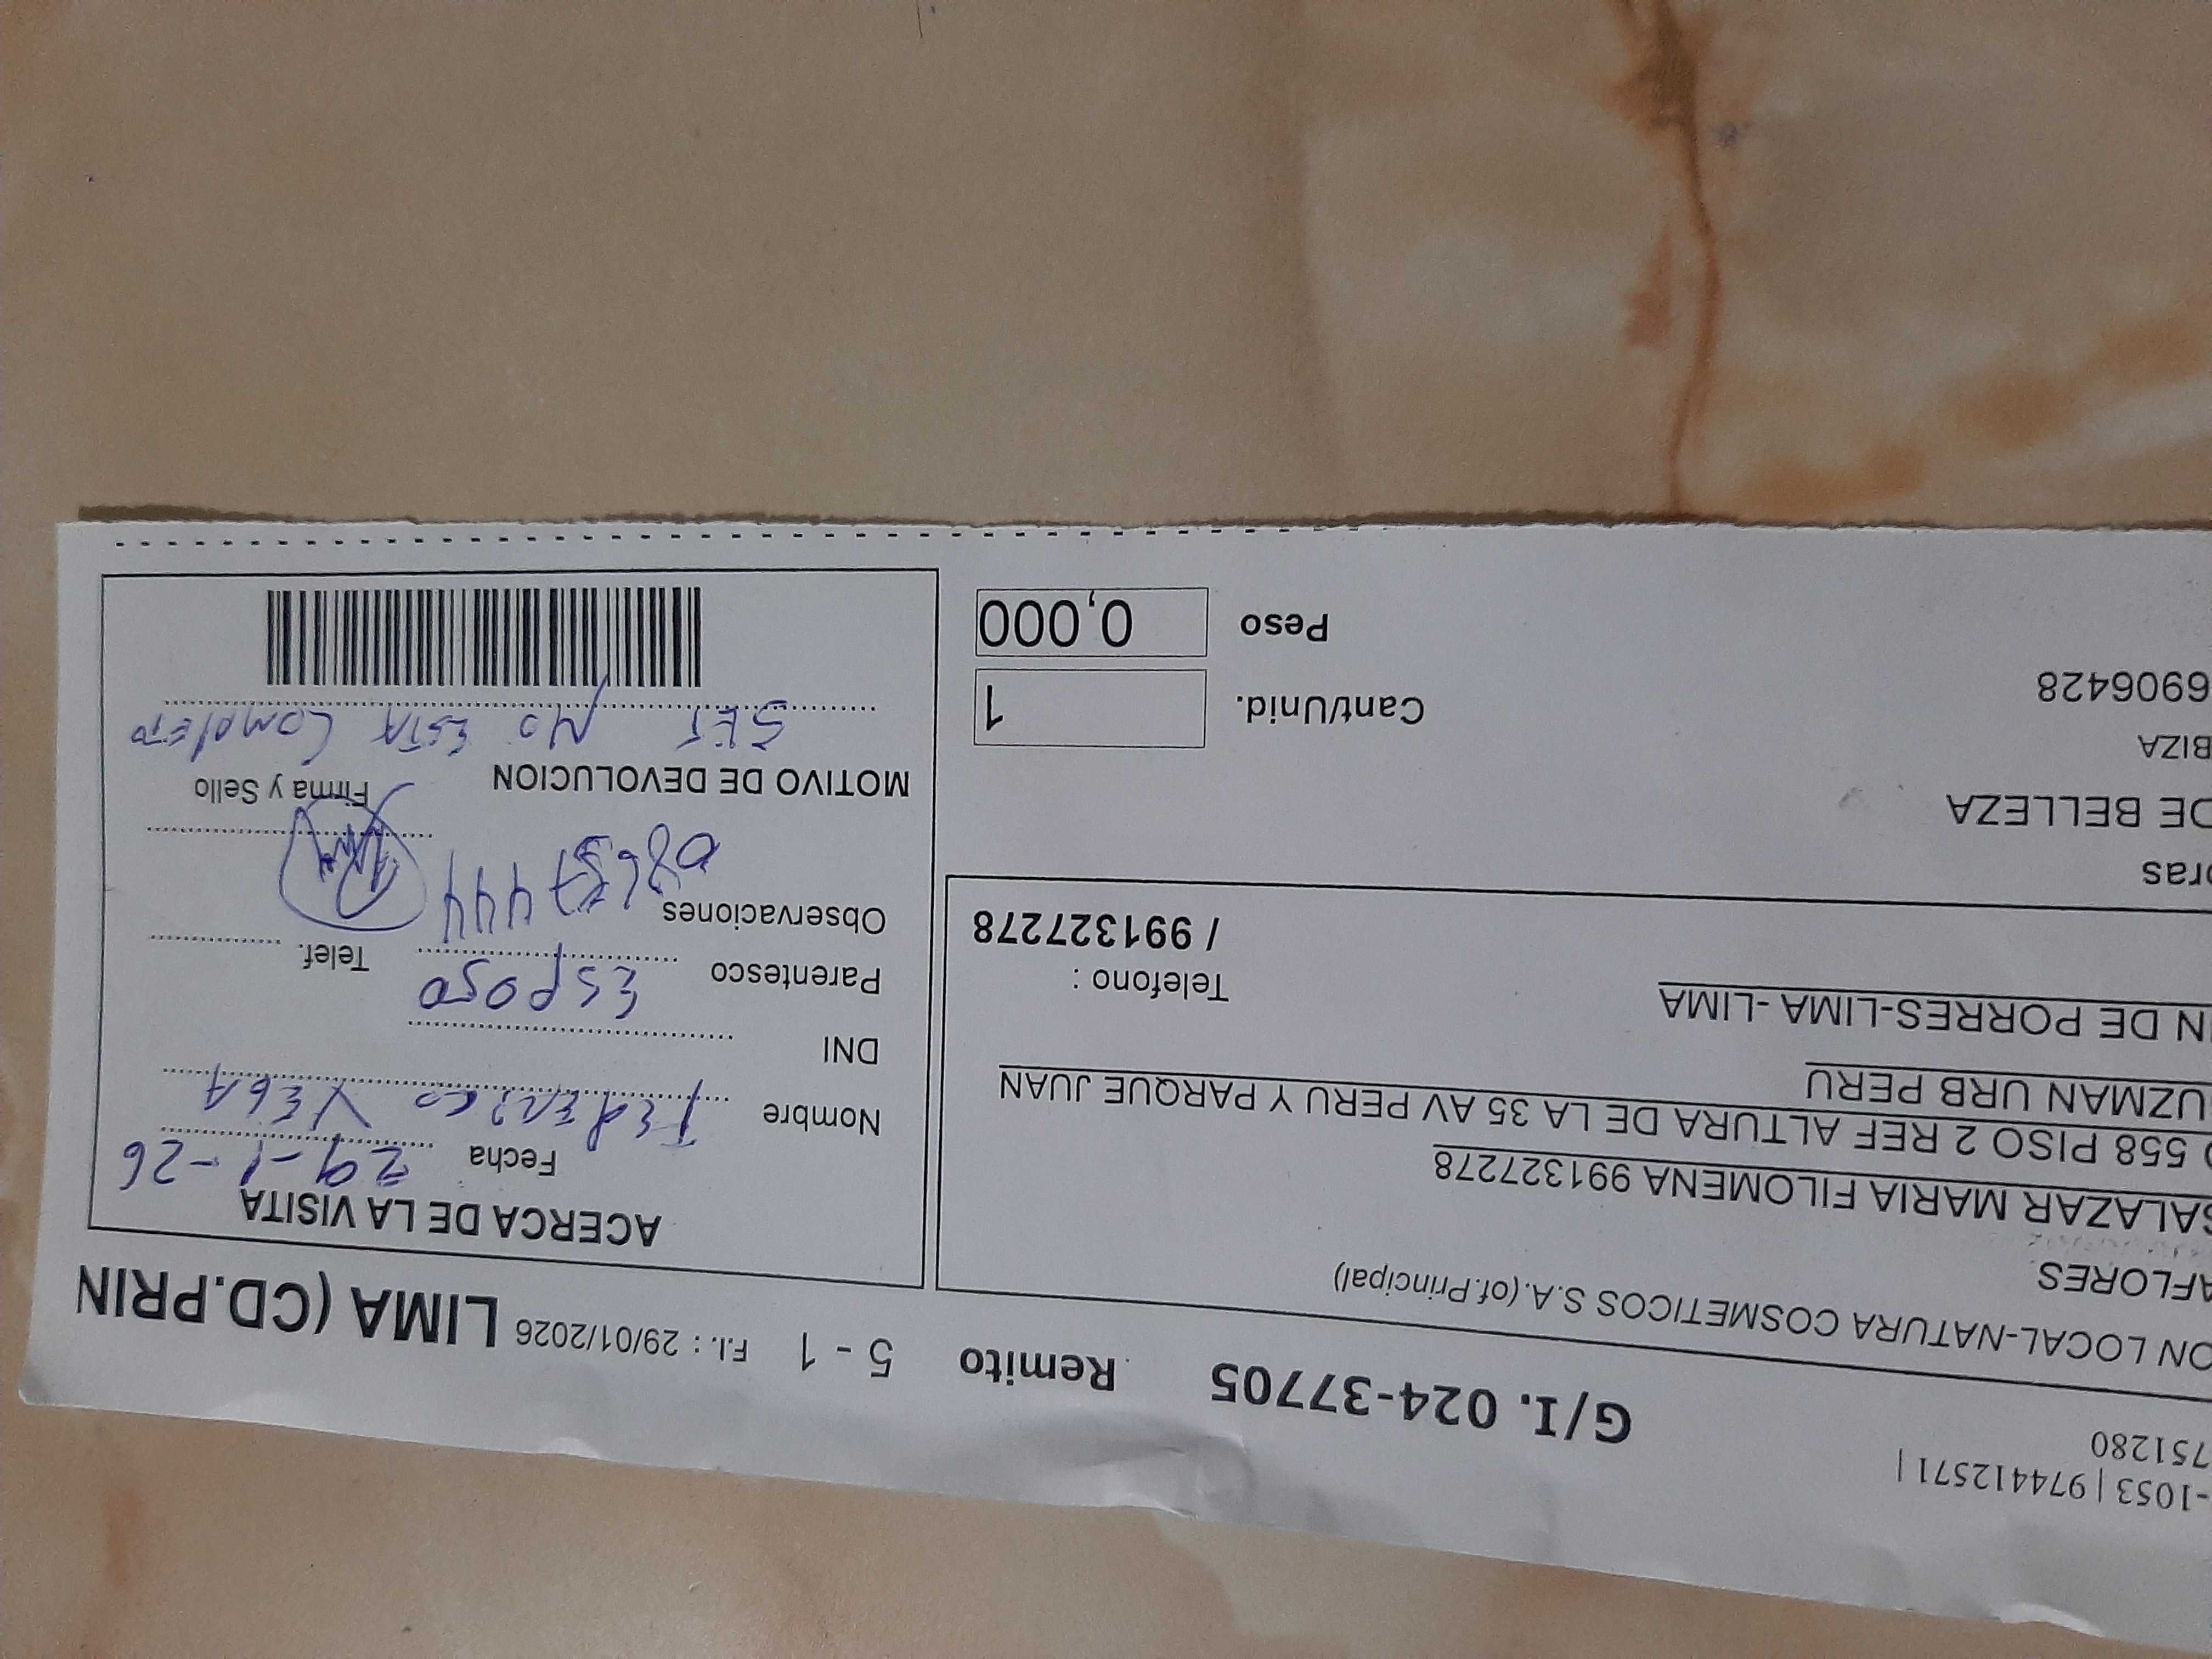 -1053 | 974412571 |
751280
G/I. 024-37705 Remito 5 - 1 F.I. : 29/01/2026 LIMA (CD.PRIN
ON LOCAL-NATURA COSMETICOS S.A.(of.Principal)
AFLORES
SALAZAR MARIA FILOMENA 991327278
558 PISO 2 REF ALTURA DE LA 35 AV PERU Y PARQUE JUAN
UZMAN URB PERU
N DE PORRES-LIMA -LIMA
Telefono :
/ 991327278
oras
DE BELLEZA
BIZA
6906428
Cant/Unid. 1
Peso 0,000
ACERCA DE LA VISITA
Fecha 29-1-26
Nombre FEDERICO VEGA
DNI
Parentesco ESPOSO Telef.
Observaciones
444
Firma y Sello
MOTIVO DE DEVOLUCION
SET NO ESTA COMPLETO